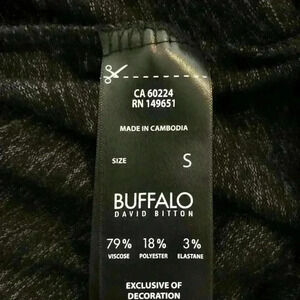 CA 60224
RN 149651
MADE IN CAMBODIA
SIZE S
BUFFALO
DAVID BITTON
79% 18% 3%
VISCOSE POLYESTER ELASTANE
EXCLUSIVE OF
DECORATION